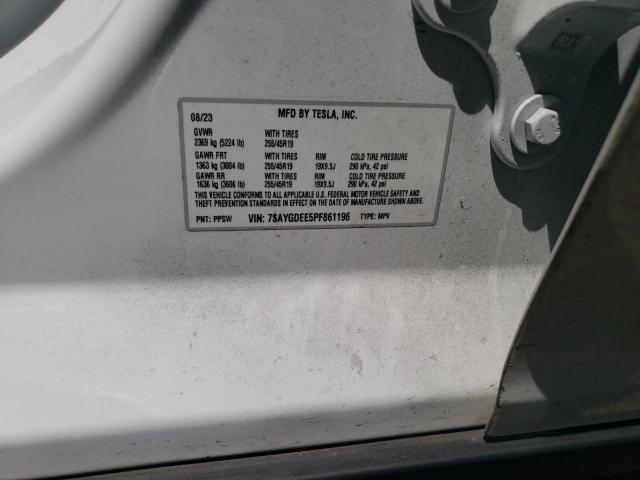 08/23 MFD BY TESLA, INC.
GVWR WITH TIRES
2369 kg (5224 lb) 255/45R19
GAWR FRT WITH TIRES RIM COLD TIRE PRESSURE
1363 kg (3004 lb) 255/45R19 19X9.5J 290 kPa, 42 psi
GAWR RR WITH TIRES RIM COLD TIRE PRESSURE
1636 kg (3606 lb) 255/45R19 19X9.5J 290 kPa, 42 psi
THIS VEHICLE CONFORMS TO ALL APPLICABLE U.S. FEDERAL MOTOR VEHICLE SAFETY AND
THEFT PREVENTION STANDARDS IN EFFECT ON THE DATE OF MANUFACTURE SHOWN ABOVE.
PNT: PPSW VIN: 7SAYGDEE5PF861196 TYPE: MPV